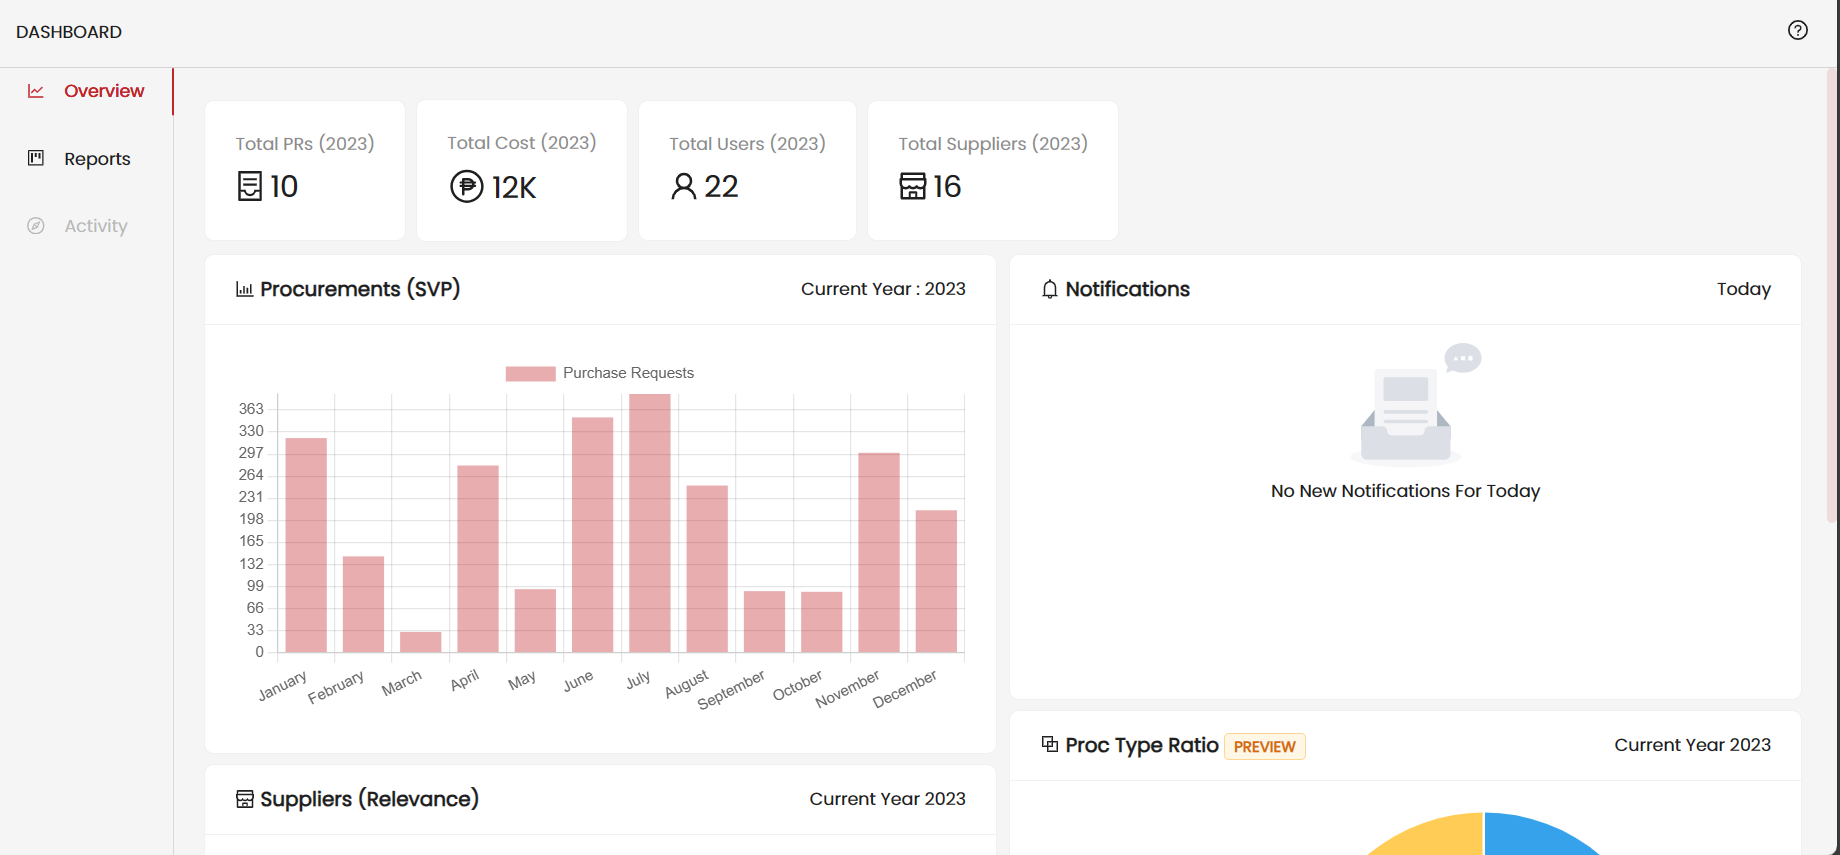 DASHBOARD
Overview
Reports
Activity
Total PRs (2023)
10
Total Cost (2023)
12K
Total Users (2023)
22
Total Suppliers (2023)
16
Procurements (SVP)
Current Year : 2023
Purchase Requests
363
330
297
264
231
198
165
132
99
66
33
0
January
February
March
April
May
June
July
August
September
October
November
December
Notifications
Today
No New Notifications For Today
Proc Type Ratio PREVIEW
Current Year 2023
Suppliers (Relevance)
Current Year 2023